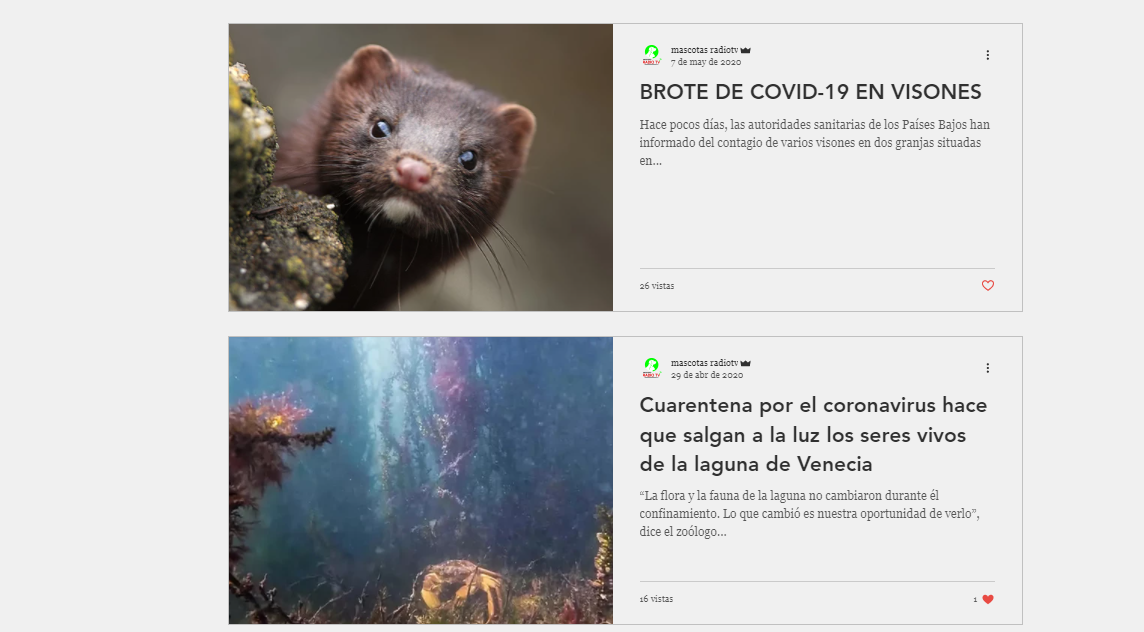 mascotas radiotv
7 de may de 2020
BROTE DE COVID-19 EN VISONES
Hace pocos días, las autoridades sanitarias de los Países Bajos han
informado del contagio de varios visones en dos granjas situadas
en...
26 vistas
mascotas radiotv
29 de abr de 2020
Cuarentena por el coronavirus hace
que salgan a la luz los seres vivos
de la laguna de Venecia
“La flora y la fauna de la laguna no cambiaron durante él
confinamiento. Lo que cambió es nuestra oportunidad de verlo”,
dice el zoólogo...
16 vistas
1